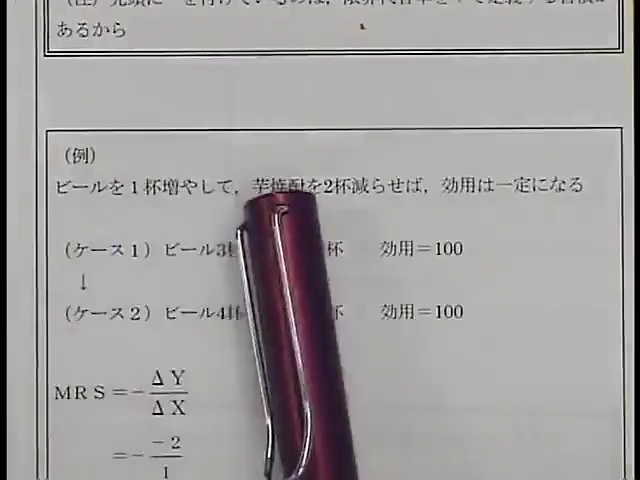 あるから
(例)
ビールを1杯増やして，芋焼酎を2杯減らせば，効用は一定になる
(ケース1) ビール3 杯 効用＝100
↓
(ケース2) ビール4杯 効用＝100
MRS＝－ΔY/ΔX
＝－－2/1